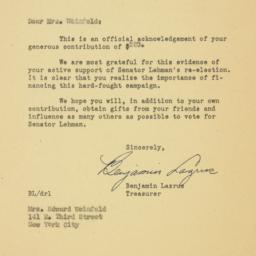 Dear Mrs. Weinfeld:
This is an official acknowledgement of your
generous contribution of $
We are most grateful for this evidence of
your active support of Senator Lehman's re-election.
It is clear that you realize the importance of fi-
nancing this hard-fought campaign.
We hope you will, in addition to your own
contribution, obtain gifts from your friends and
influence as many others as possible to vote for
Senator Lehman.
Sincerely,
Benjamin Lazrus
Benjamin Lazrus
Treasurer
BL/drl
Mrs. Edward Weinfeld
141 E. Third Street
New York City